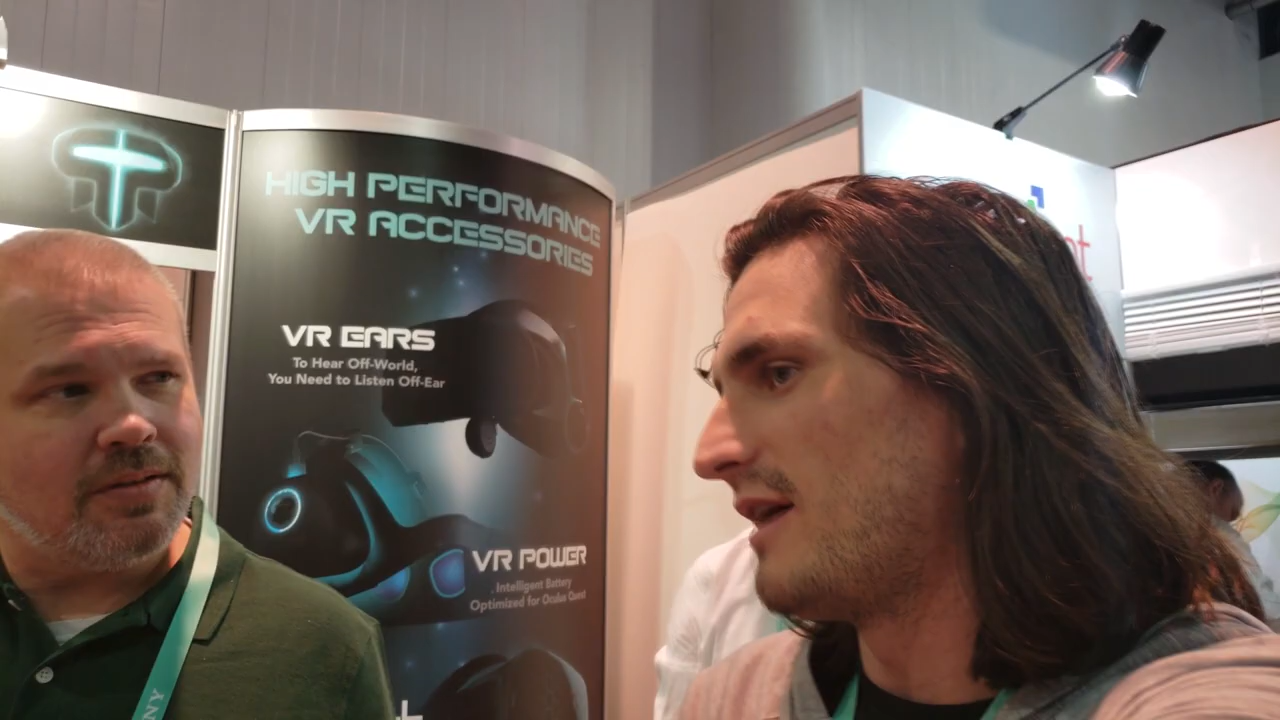 HIGH PERFORMANCE
VR ACCESSORIES
VR EARS
To Hear Off-World,
You Need to Listen Off-Ear
VR POWER
Intelligent Battery
Optimized for Oculus Quest
NY